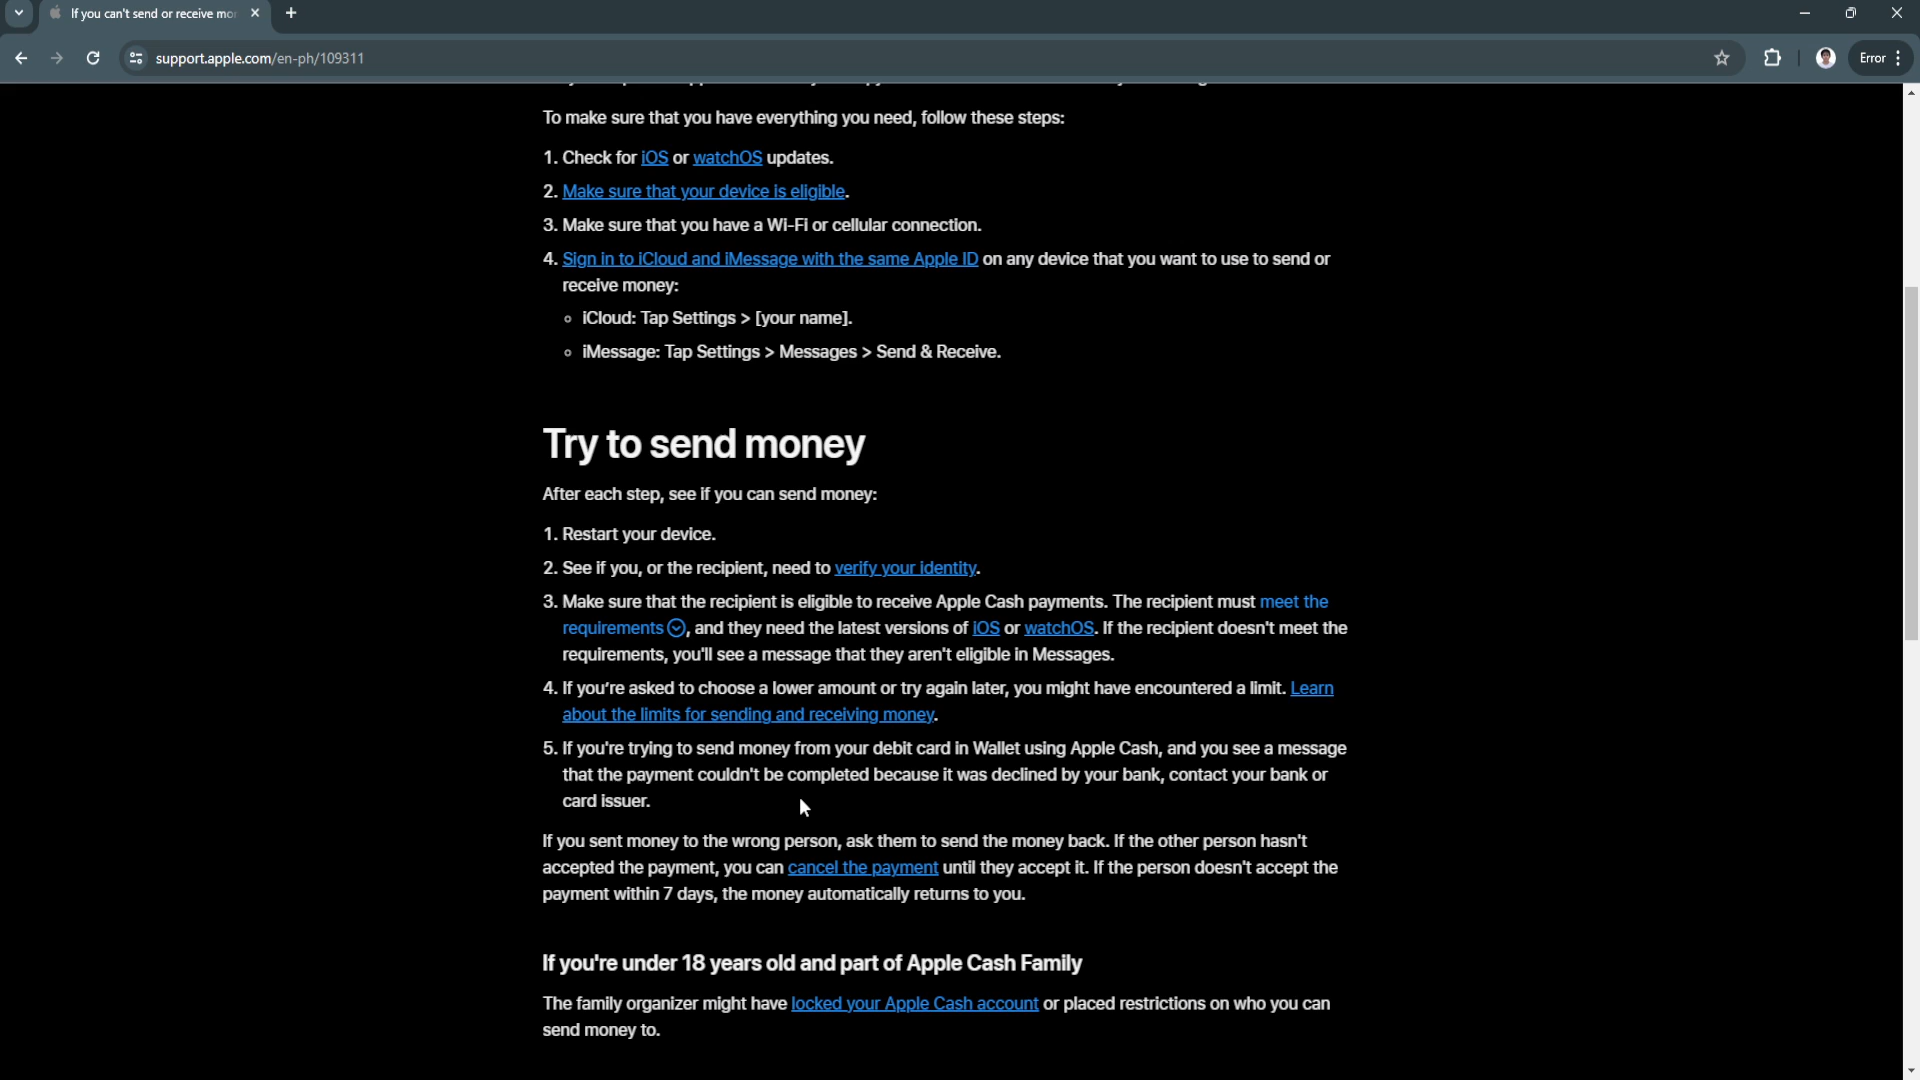 If you can't send or receive mo
support.apple.com/en-ph/109311
Error
To make sure that you have everything you need, follow these steps:
1. Check for iOS or watchOS updates.
2. Make sure that your device is eligible.
3. Make sure that you have a Wi-Fi or cellular connection.
4. Sign in to iCloud and iMessage with the same Apple ID on any device that you want to use to send or
receive money:
iCloud: Tap Settings > [your name].
iMessage: Tap Settings > Messages > Send & Receive.
Try to send money
After each step, see if you can send money:
1. Restart your device.
2. See if you, or the recipient, need to verify your identity.
3. Make sure that the recipient is eligible to receive Apple Cash payments. The recipient must meet the
requirements, and they need the latest versions of iOS or watchOS. If the recipient doesn't meet the
requirements, you'll see a message that they aren't eligible in Messages.
4. If you’re asked to choose a lower amount or try again later, you might have encountered a limit. Learn
about the limits for sending and receiving money.
5. If you're trying to send money from your debit card in Wallet using Apple Cash, and you see a message
that the payment couldn't be completed because it was declined by your bank, contact your bank or
card issuer.
If you sent money to the wrong person, ask them to send the money back. If the other person hasn't
accepted the payment, you can cancel the payment until they accept it. If the person doesn't accept the
payment within 7 days, the money automatically returns to you.
If you're under 18 years old and part of Apple Cash Family
The family organizer might have locked your Apple Cash account or placed restrictions on who you can
send money to.